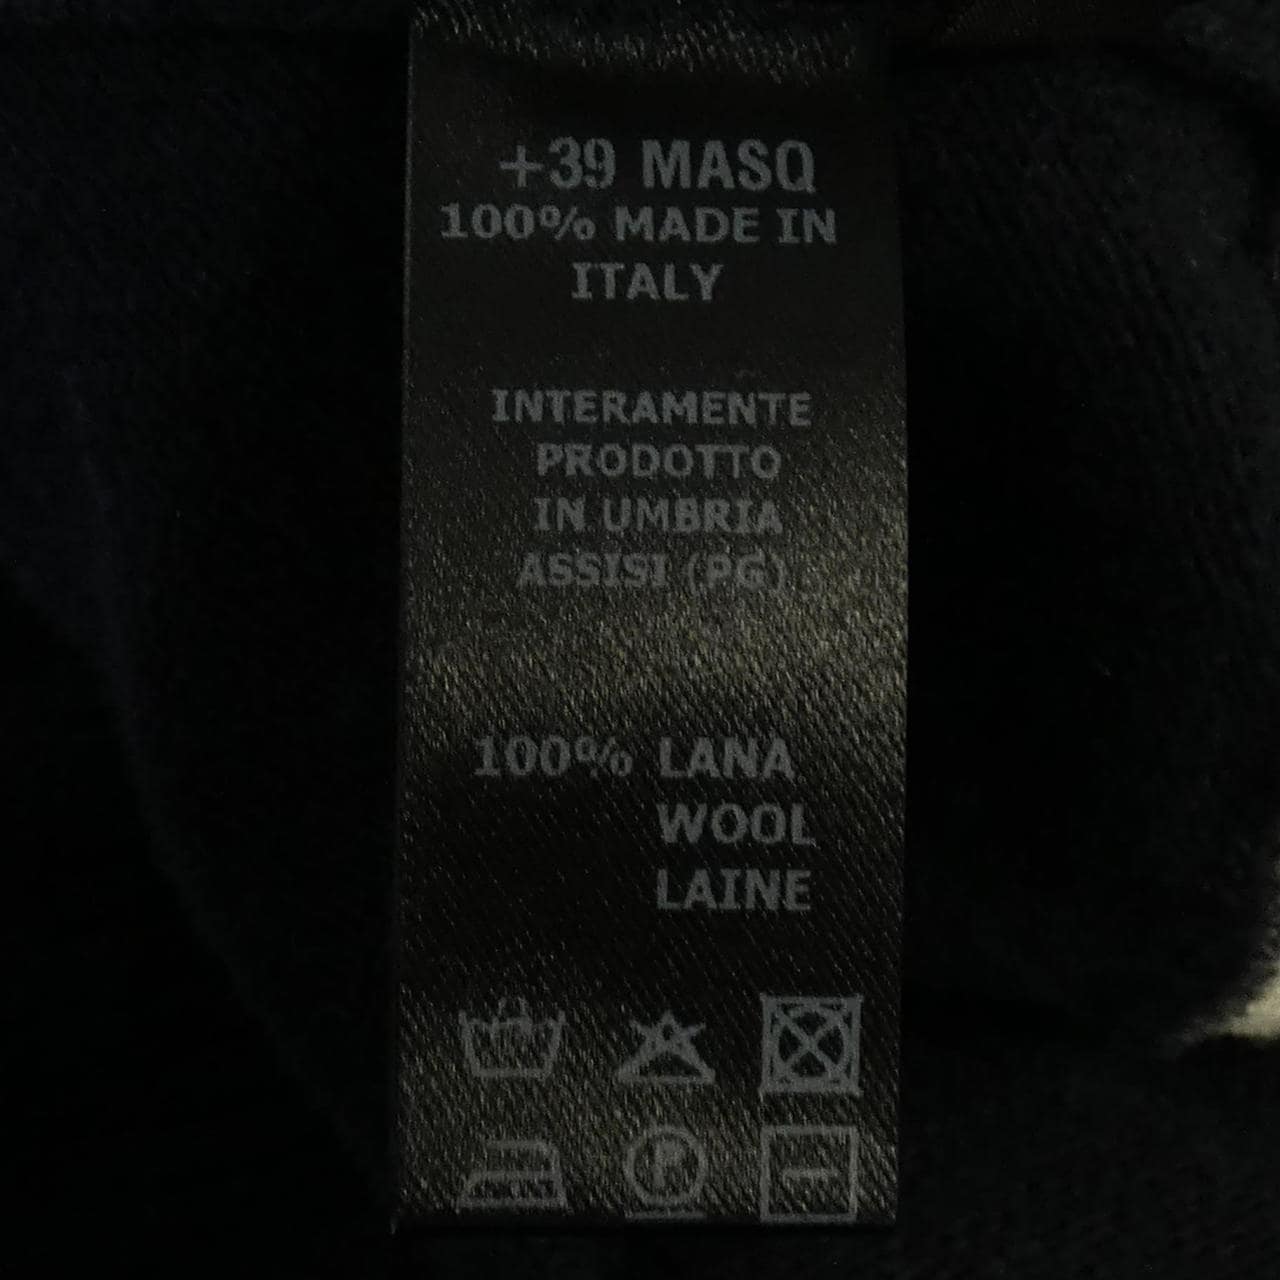 +39 MASQ
100% MADE IN
ITALY
INTERAMENTE
PRODOTTO
IN UMBRIA
ASSISI (PG)
100% LANA
WOOL
LAINE
P